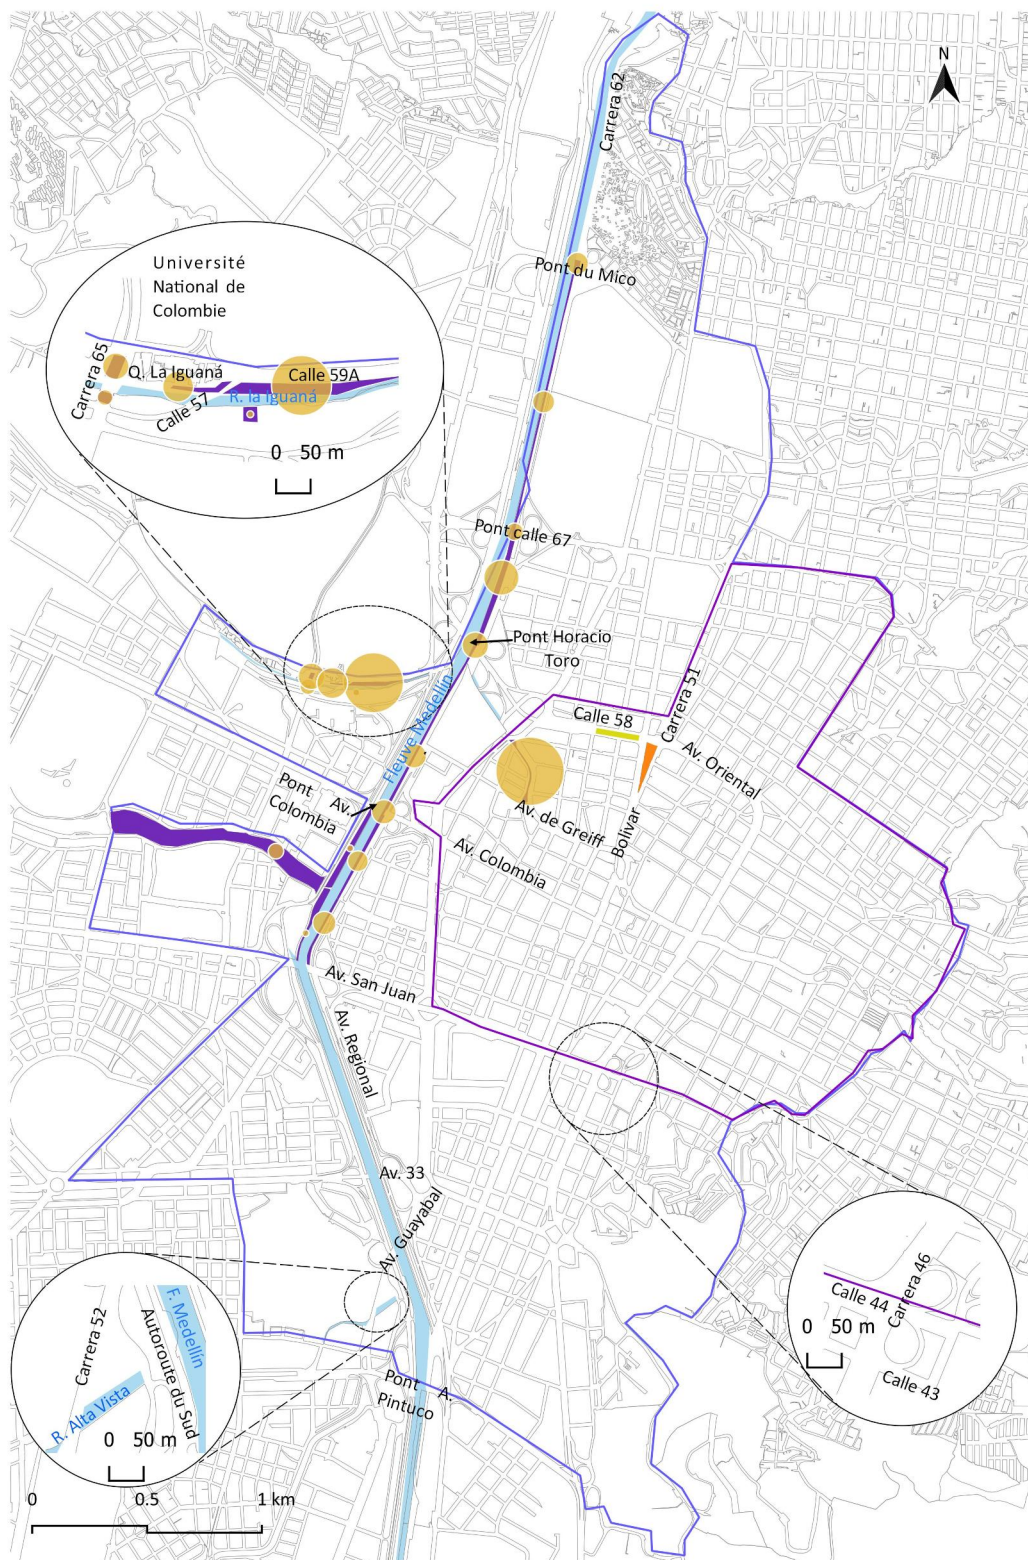 N
Carrera 62
Pont du Mico
Université
National de
Colombie
Carrera 65
Q. La Iguaná
Calle 59A
R. la Iguaná
Calle 57
0 50 m
Pont calle 67
Pont Horacio
Toro
Fleuve Medellín
Carrera 51
Calle 58
Av. Oriental
Pont Av.
Colombia
Av. de Greiff
Bolivar
Av. Colombia
Av. San Juan
Av. Regional
Av. 33
Av. Guayabal
Carrera 46
Calle 44
0 50 m
Calle 43
F. Medellín
Carrera 52
Autoroute du Sud
R. Alta Vista
0 50 m
Pont A.
Pintuco
0 0.5 1 km